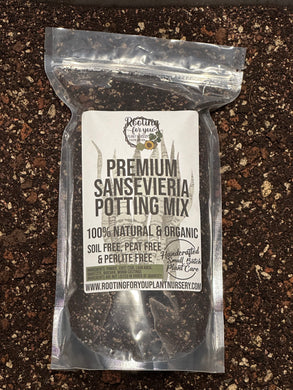 Rooting
for you
PREMIUM
SANSEVIERIA
POTTING MIX
100% NATURAL & ORGANIC
SOIL FREE, PEAT FREE
& PERLITE FREE
Handcrafted
Small Batch
Plant Care
WWW.ROOTINGFORYOUPLANTNURSERY.COM